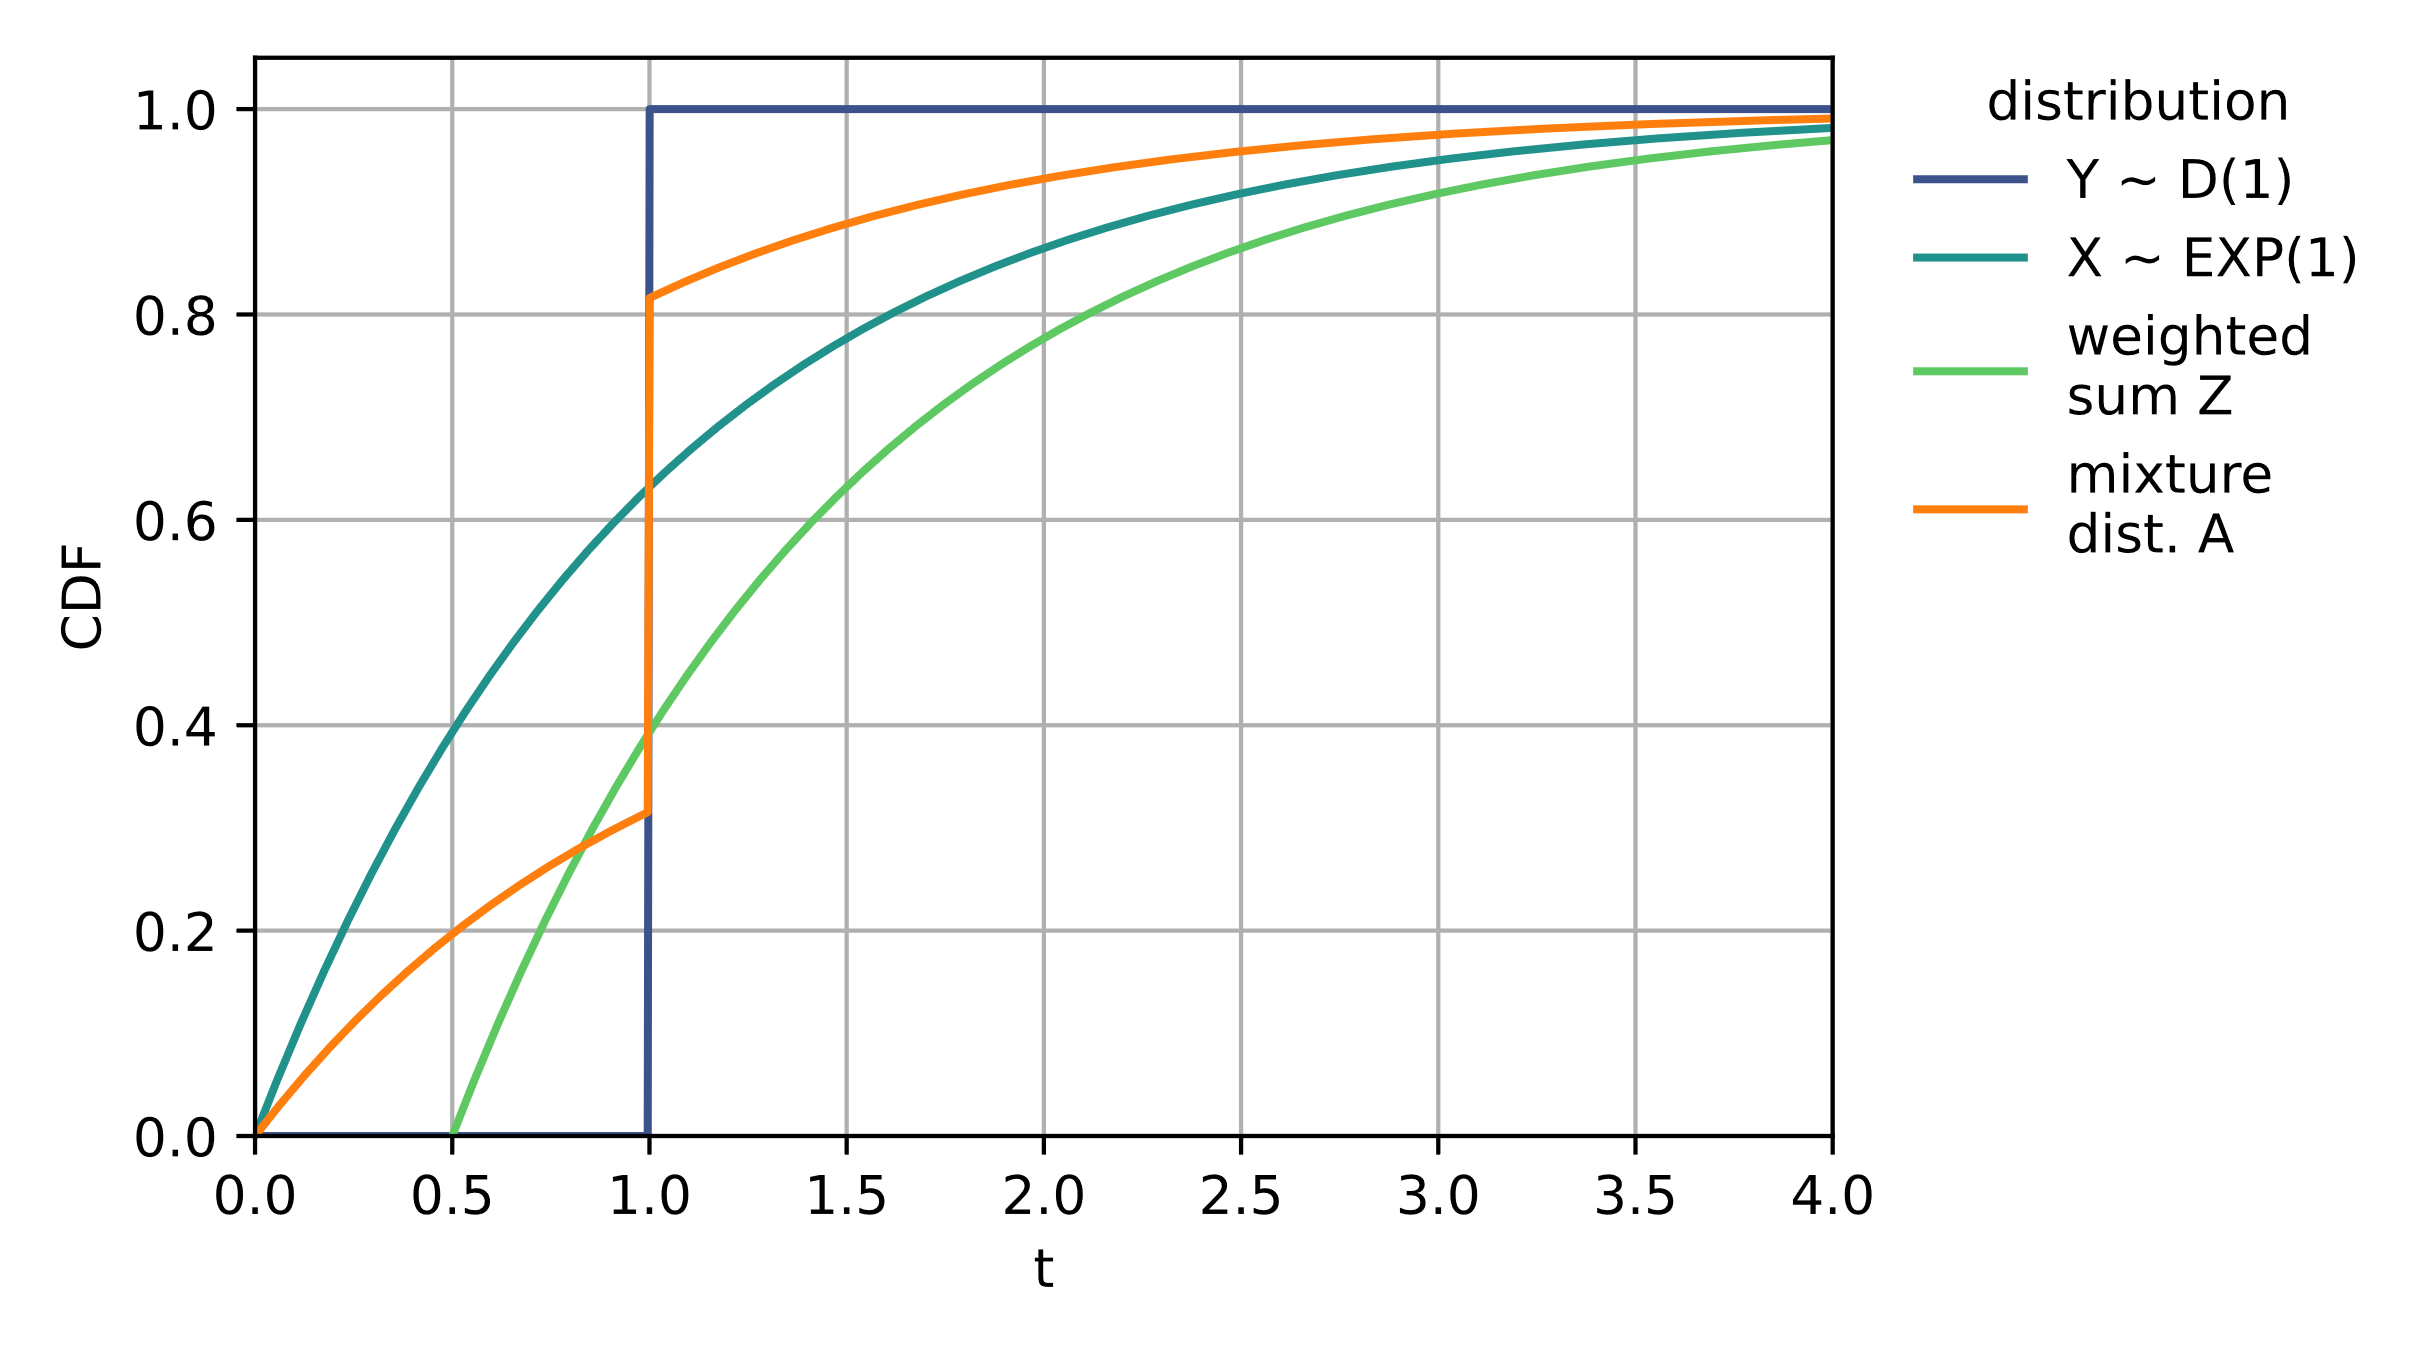 1.0
0.8
0.6
0.4
0.2
0.0
CDF
0.0 0.5 1.0 1.5 2.0 2.5 3.0 3.5 4.0
t
distribution
Y ~ D(1)
X ~ EXP(1)
weighted
sum Z
mixture
dist. A